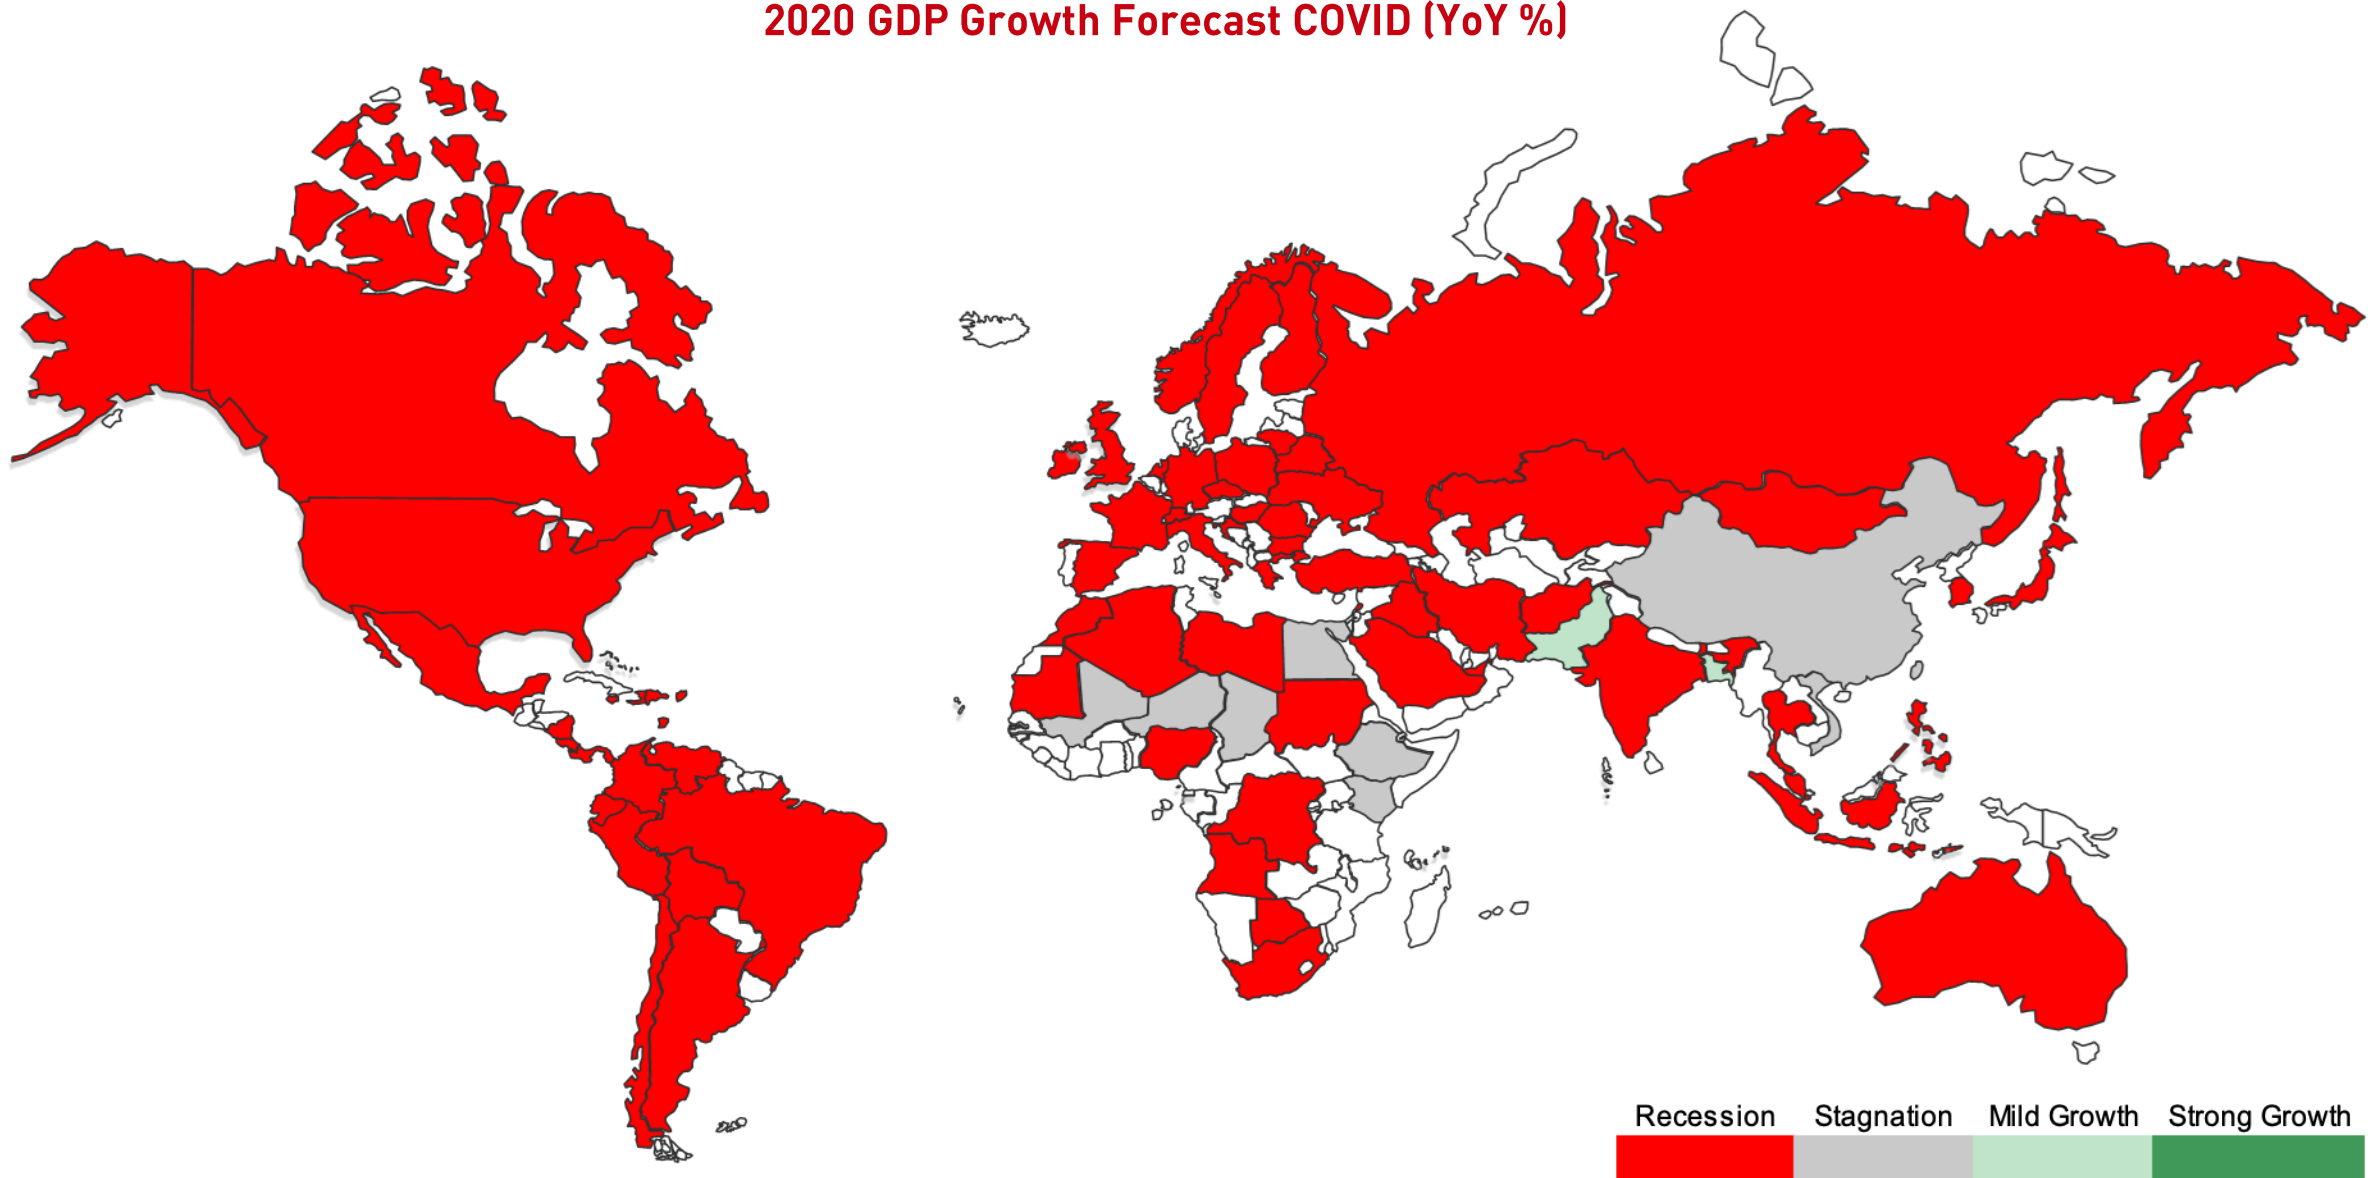 2020 GDP Growth Forecast COVID (YoY %)
Recession Stagnation Mild Growth Strong Growth